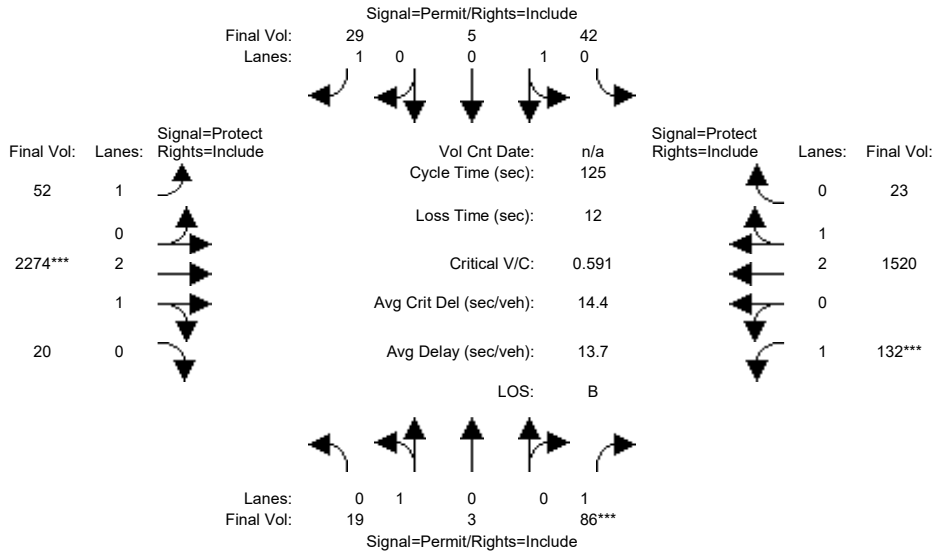 Signal=Permit/Rights=Include
Final Vol: 29 5 42
Lanes: 1 0 0 1 0
Signal=Protect Signal=Protect
Final Vol: Lanes: Rights=Include Vol Cnt Date: n/a Rights=Include Lanes: Final Vol:
Cycle Time (sec): 125
52 1 0 23
Loss Time (sec): 12
0 1
2274*** 2 Critical V/C: 0.591 2 1520
1 Avg Crit Del (sec/veh): 14.4 0
20 0 Avg Delay (sec/veh): 13.7 1 132***
LOS: B
Lanes: 0 1 0 0 1
Final Vol: 19 3 86***
Signal=Permit/Rights=Include